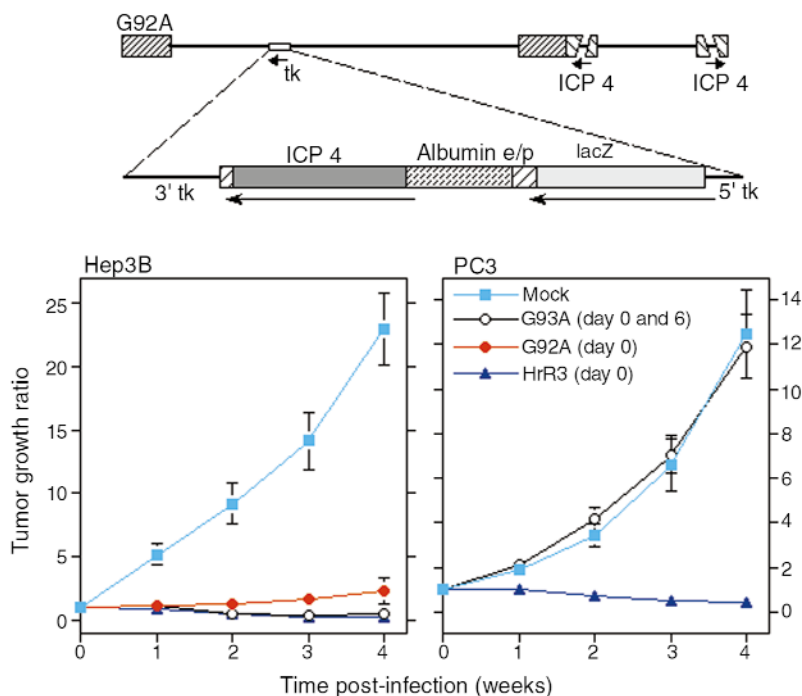 G92A
tk
ICP 4
ICP 4
ICP 4
Albumin e/p
lacZ
3' tk
5' tk
Hep3B
PC3
Mock
G93A (day 0 and 6)
G92A (day 0)
HrR3 (day 0)
Tumor growth ratio
25
20
15
10
5
0
14
12
10
8
6
4
2
0
0 1 2 3 4
0 1 2 3 4
Time post-infection (weeks)